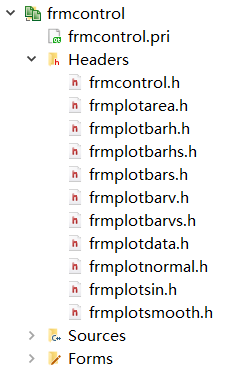 frmcontrol
frmcontrol.pri
Headers
frmcontrol.h
frmplotarea.h
frmplotbarh.h
frmplotbarhs.h
frmplotbars.h
frmplotbarv.h
frmplotbarvs.h
frmplotdata.h
frmplotnormal.h
frmplotsin.h
frmplotsmooth.h
Sources
Forms